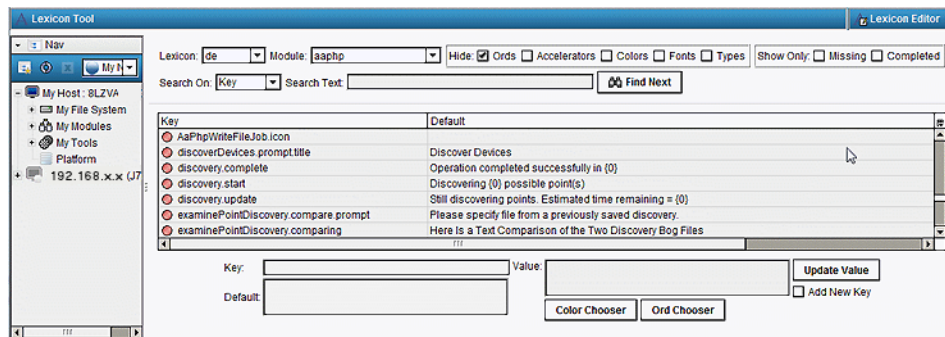 Lexicon Tool
Lexicon Editor
Nav
My N
My Host : 8LZVA
My File System
My Modules
My Tools
Platform
192.168.x.x (J7
Lexicon: de Module: aaphp Hide: Ords Accelerators Colors Fonts Types Show Only: Missing Completed
Search On: Key Search Text: Find Next
Key Default
AaPhpWriteFileJob.icon
discoverDevices.prompt.title Discover Devices
discovery.complete Operation completed successfully in {0}
discovery.start Discovering {0} possible point(s)
discovery.update Still discovering points. Estimated time remaining = {0}
examinePointDiscovery.compare.prompt Please specify file from a previously saved discovery.
examinePointDiscovery.comparing Here Is a Text Comparison of the Two Discovery Bog Files
Key: Value: Update Value
Default: Add New Key
Color Chooser Ord Chooser